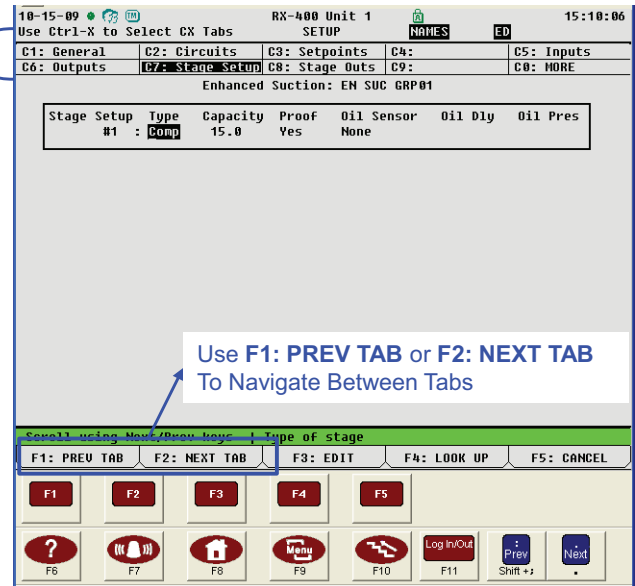 10-15-09 RX-400 Unit 1 15:10:06
Use Ctrl-X to Select CX Tabs SETUP NAMES ED
C1: General C2: Circuits C3: Setpoints C4: C5: Inputs
C6: Outputs C7: Stage Setup C8: Stage Outs C9: C0: MORE
Enhanced Suction: EN SUC GRP01
Stage Setup Type Capacity Proof Oil Sensor Oil Dly Oil Pres
#1 : Comp 15.0 Yes None
Use F1: PREV TAB or F2: NEXT TAB
To Navigate Between Tabs
Scroll using Next/Prev keys | Type of stage
F1: PREV TAB F2: NEXT TAB F3: EDIT F4: LOOK UP F5: CANCEL
F1 F2 F3 F4 F5
? Menu Log In/Out : Prev . Next
F6 F7 F8 F9 F10 F11 Shift +; .